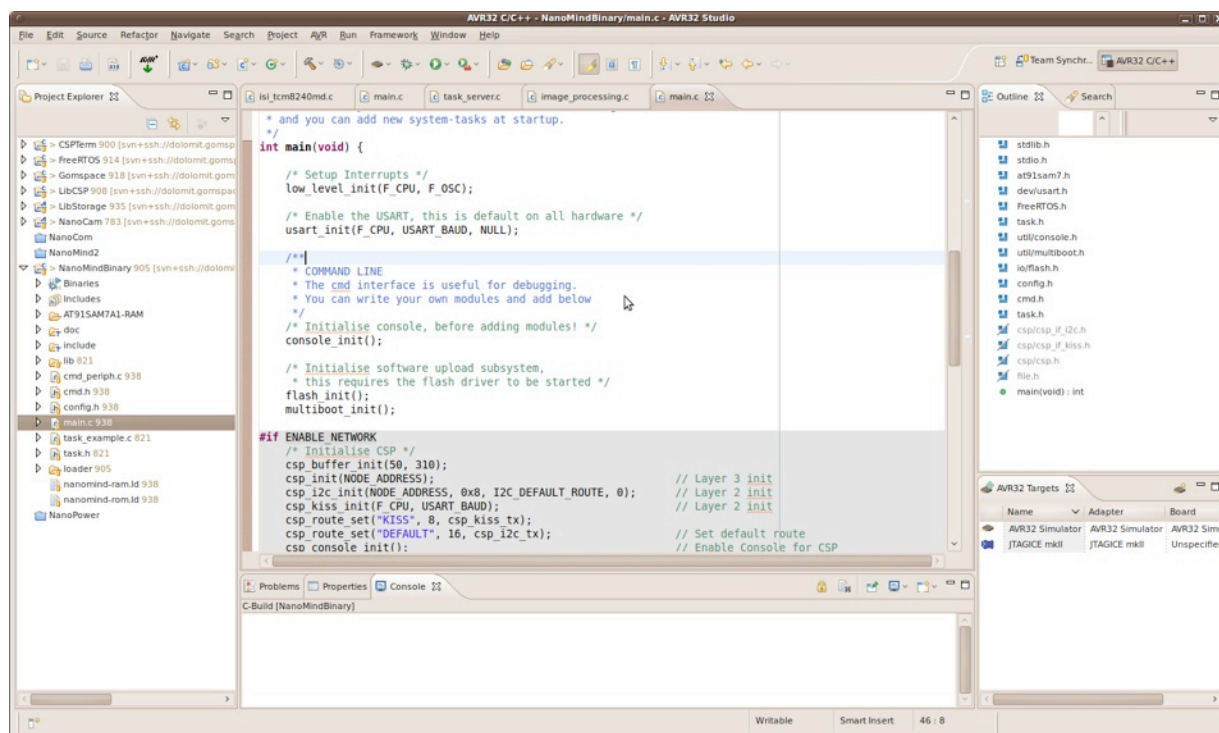 AVR32 C/C++ - NanoMindBinary/main.c - AVR32 Studio
File Edit Source Refactor Navigate Search Project AVR Run Framework Window Help
Team Synchr... AVR32 C/C++
Project Explorer
> CSPTerm 900 [svn+ssh://dolomit.gomsp
> FreeRTOS 914 [svn+ssh://dolomit.gomsp
> Gomspace 918 [svn+ssh://dolomit.gomsp
> LibCSP 908 [svn+ssh://dolomit.gomspa
> LibStorage 935 [svn+ssh://dolomit.goms
> NanoCam 783 [svn+ssh://dolomit.goms
NanoCom
NanoMind2
> NanoMindBinary 905 [svn+ssh://dolomi
Binaries
Includes
AT91SAM7A1-RAM
doc
include
lib 821
cmd_periph.c 938
cmd.h 938
config.h 938
main.c 938
task_example.c 821
task.h 821
loader 905
nanomind-ram.ld 938
nanomind-rom.ld 938
NanoPower
isi_tcm8240md.c main.c task_server.c image_processing.c main.c
* and you can add new system-tasks at startup.
*/
int main(void) {
/* Setup Interrupts */
low_level_init(F_CPU, F_OSC);
/* Enable the USART, this is default on all hardware */
usart_init(F_CPU, USART_BAUD, NULL);
/**
* COMMAND LINE
* The cmd interface is useful for debugging.
* You can write your own modules and add below
*/
/* Initialise console, before adding modules! */
console_init();
/* Initialise software upload subsystem,
* this requires the flash driver to be started */
flash_init();
multiboot_init();
#if ENABLE_NETWORK
/* Initialise CSP */
csp_buffer_init(50, 310);
csp_init(NODE_ADDRESS); // Layer 3 init
csp_i2c_init(NODE_ADDRESS, 0x8, I2C_DEFAULT_ROUTE, 0); // Layer 2 init
csp_kiss_init(F_CPU, USART_BAUD); // Layer 2 init
csp_route_set("KISS", 8, csp_kiss_tx);
csp_route_set("DEFAULT", 16, csp_i2c_tx); // Set default route
csp_console_init(); // Enable Console for CSP
Outline Search
stdlib.h
stdio.h
at91sam7.h
dev/usart.h
FreeRTOS.h
task.h
util/console.h
util/multiboot.h
io/flash.h
config.h
cmd.h
task.h
csp/csp_if_i2c.h
csp/csp_if_kiss.h
csp/csp.h
file.h
main(void) : int
AVR32 Targets
Name Adapter Board
AVR32 Simulator AVR32 Simulator AVR32 Sim
JTAGICE mkII JTAGICE mkII Unspecifie
Problems Properties Console
C-Build [NanoMindBinary]
Writable Smart Insert 46 : 8